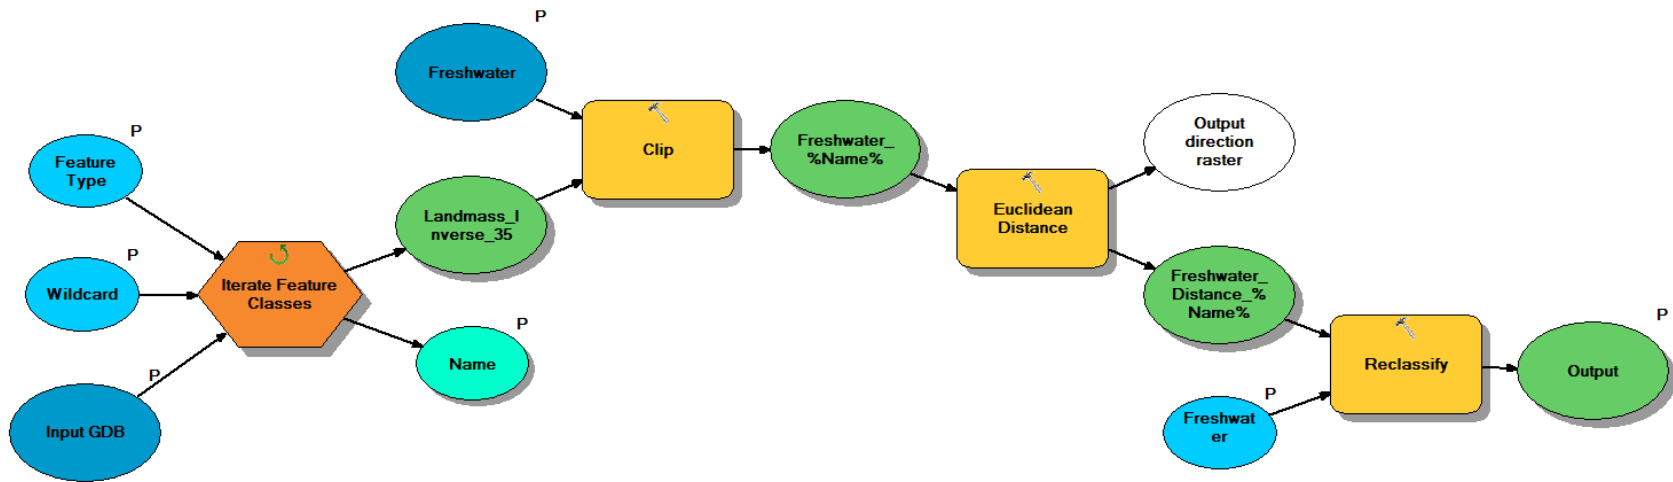 P
Freshwater
Clip
Freshwater_
%Name%
Output
direction
raster
P
Feature
Type
Landmass_I
nverse_35
Euclidean
Distance
P
Wildcard
Iterate Feature
Classes
Freshwater_
Distance_%
Name%
P
Name
P
Input GDB
Reclassify
P
Output
P
Freshwat
er